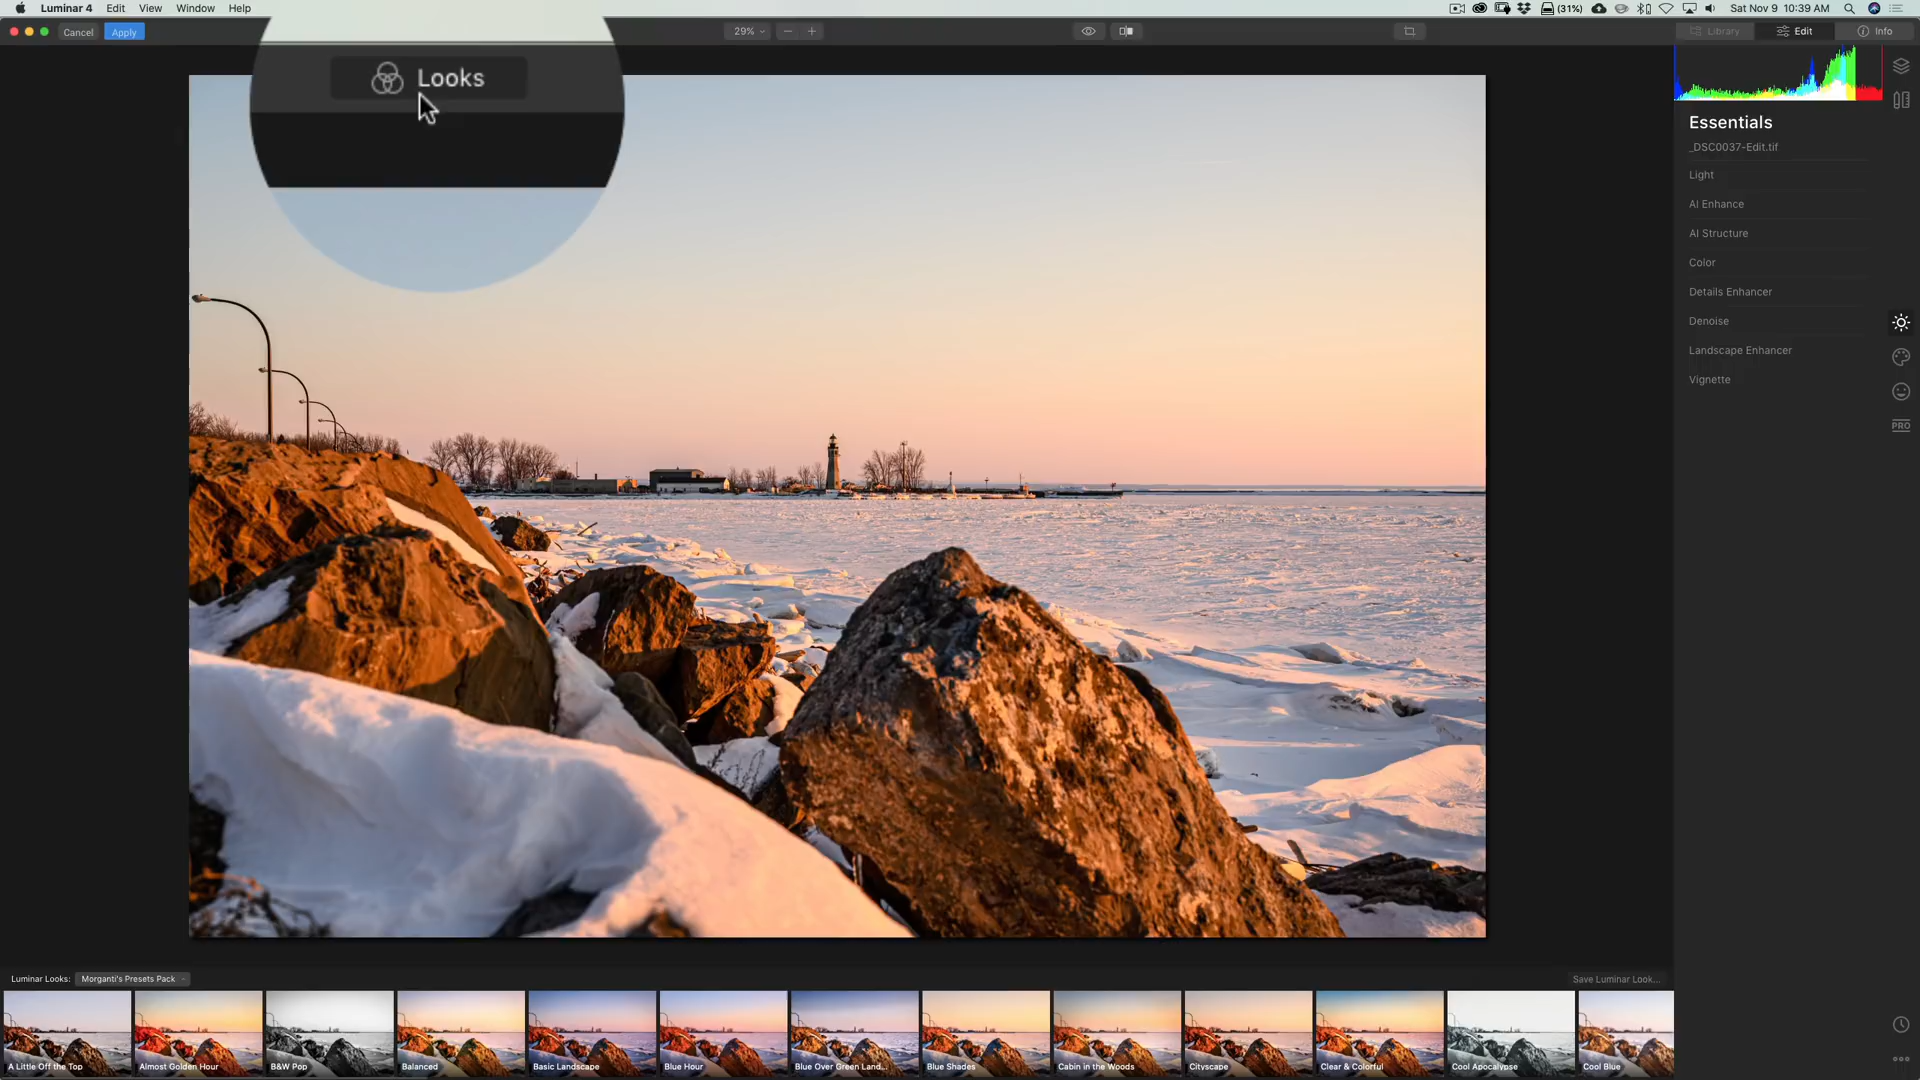 Luminar 4 Edit View Window Help (31%) Sat Nov 9 10:39 AM
Cancel Apply 29% Library Edit Info
Looks
Essentials
_DSC0037-Edit.tif
Light
AI Enhance
AI Structure
Color
Details Enhancer
Denoise
Landscape Enhancer
Vignette
PRO
Luminar Looks: Morganti's Presets Pack Save Luminar Look...
A Little Off the Top Almost Golden Hour B&W Pop Balanced Basic Landscape Blue Hour Blue Over Green Land... Blue Shades Cabin in the Woods Cityscape Clear & Colorful Cool Apocalypse Cool Blue